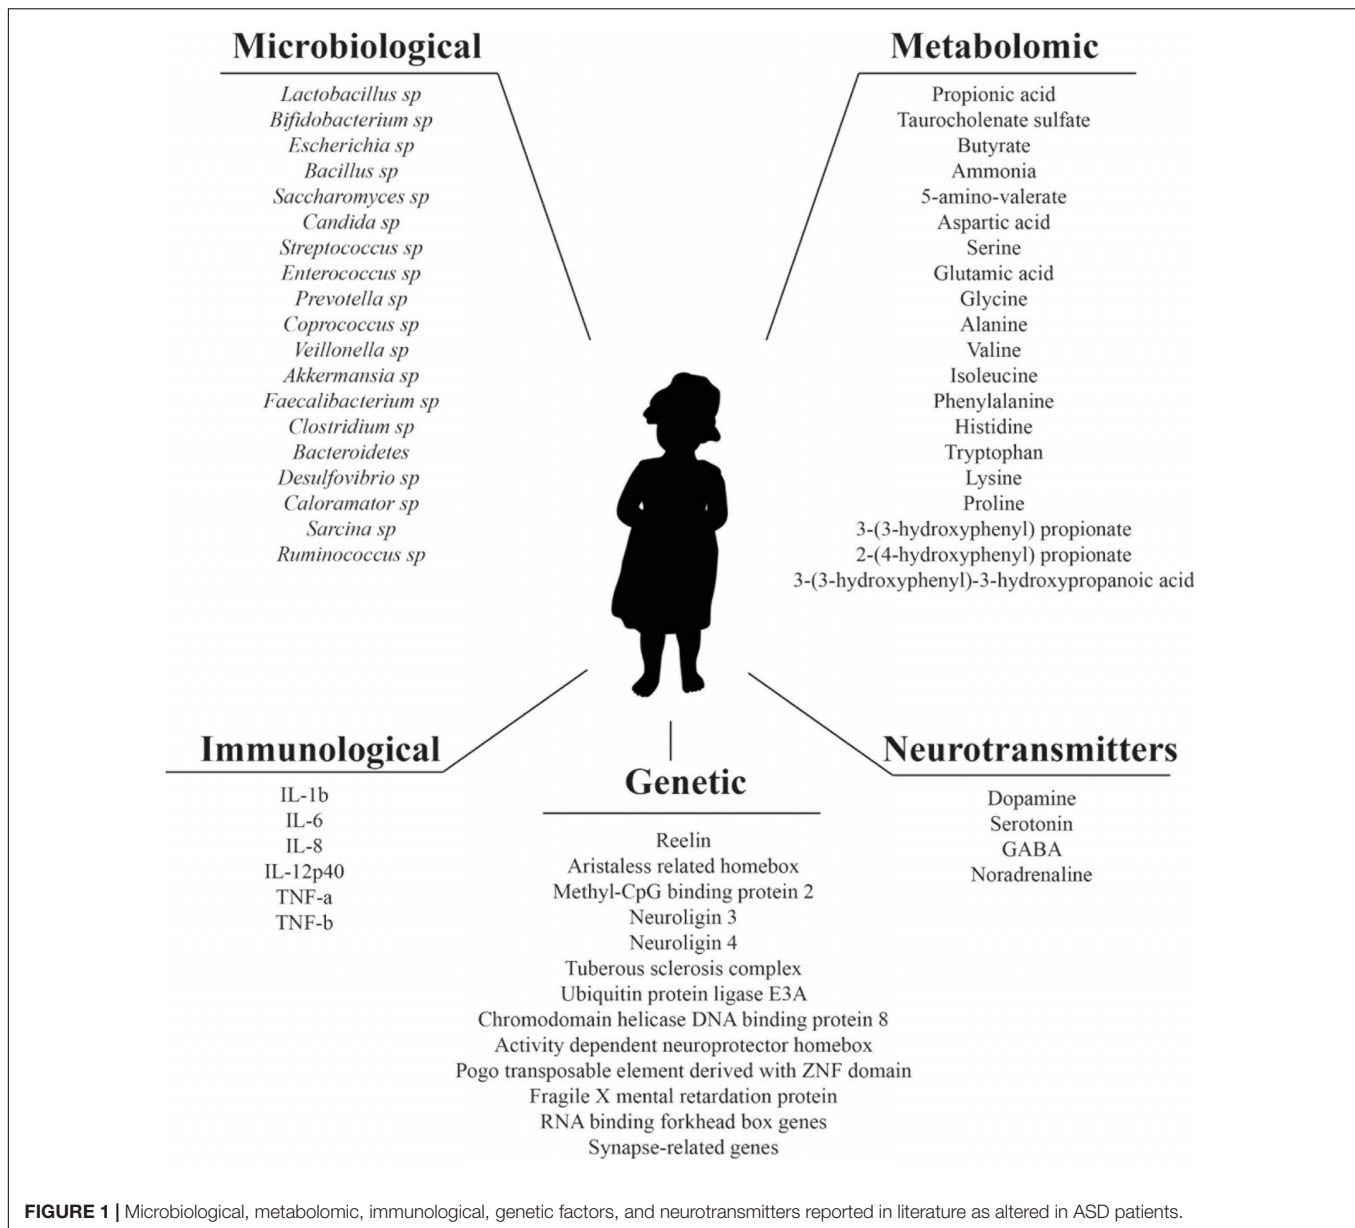 Microbiological
Lactobacillus sp
Bifidobacterium sp
Escherichia sp
Bacillus sp
Saccharomyces sp
Candida sp
Streptococcus sp
Enterococcus sp
Prevotella sp
Coprococcus sp
Veillonella sp
Akkermansia sp
Faecalibacterium sp
Clostridium sp
Bacteroidetes
Desulfovibrio sp
Caloramator sp
Sarcina sp
Ruminococcus sp
Metabolomic
Propionic acid
Taurocholenate sulfate
Butyrate
Ammonia
5-amino-valerate
Aspartic acid
Serine
Glutamic acid
Glycine
Alanine
Valine
Isoleucine
Phenylalanine
Histidine
Tryptophan
Lysine
Proline
3-(3-hydroxyphenyl) propionate
2-(4-hydroxyphenyl) propionate
3-(3-hydroxyphenyl)-3-hydroxypropanoic acid
Immunological
IL-1b
IL-6
IL-8
IL-12p40
TNF-a
TNF-b
Genetic
Reelin
Aristaless related homebox
Methyl-CpG binding protein 2
Neuroligin 3
Neuroligin 4
Tuberous sclerosis complex
Ubiquitin protein ligase E3A
Chromodomain helicase DNA binding protein 8
Activity dependent neuroprotector homebox
Pogo transposable element derived with ZNF domain
Fragile X mental retardation protein
RNA binding forkhead box genes
Synapse-related genes
Neurotransmitters
Dopamine
Serotonin
GABA
Noradrenaline
FIGURE 1 | Microbiological, metabolomic, immunological, genetic factors, and neurotransmitters reported in literature as altered in ASD patients.